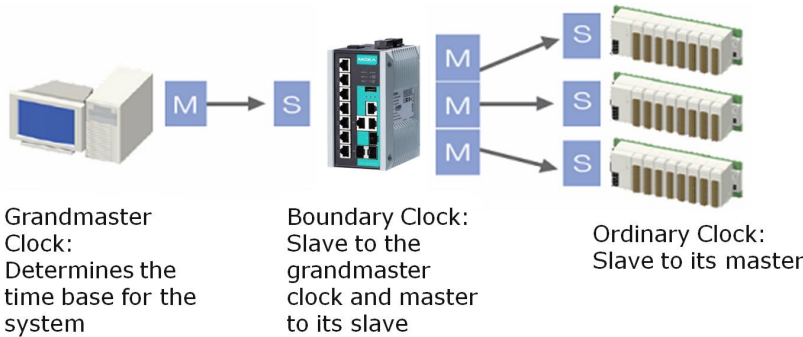 M
S
MOXA
M
M
M
S
S
S
Grandmaster
Clock:
Determines the
time base for the
system
Boundary Clock:
Slave to the
grandmaster
clock and master
to its slave
Ordinary Clock:
Slave to its master